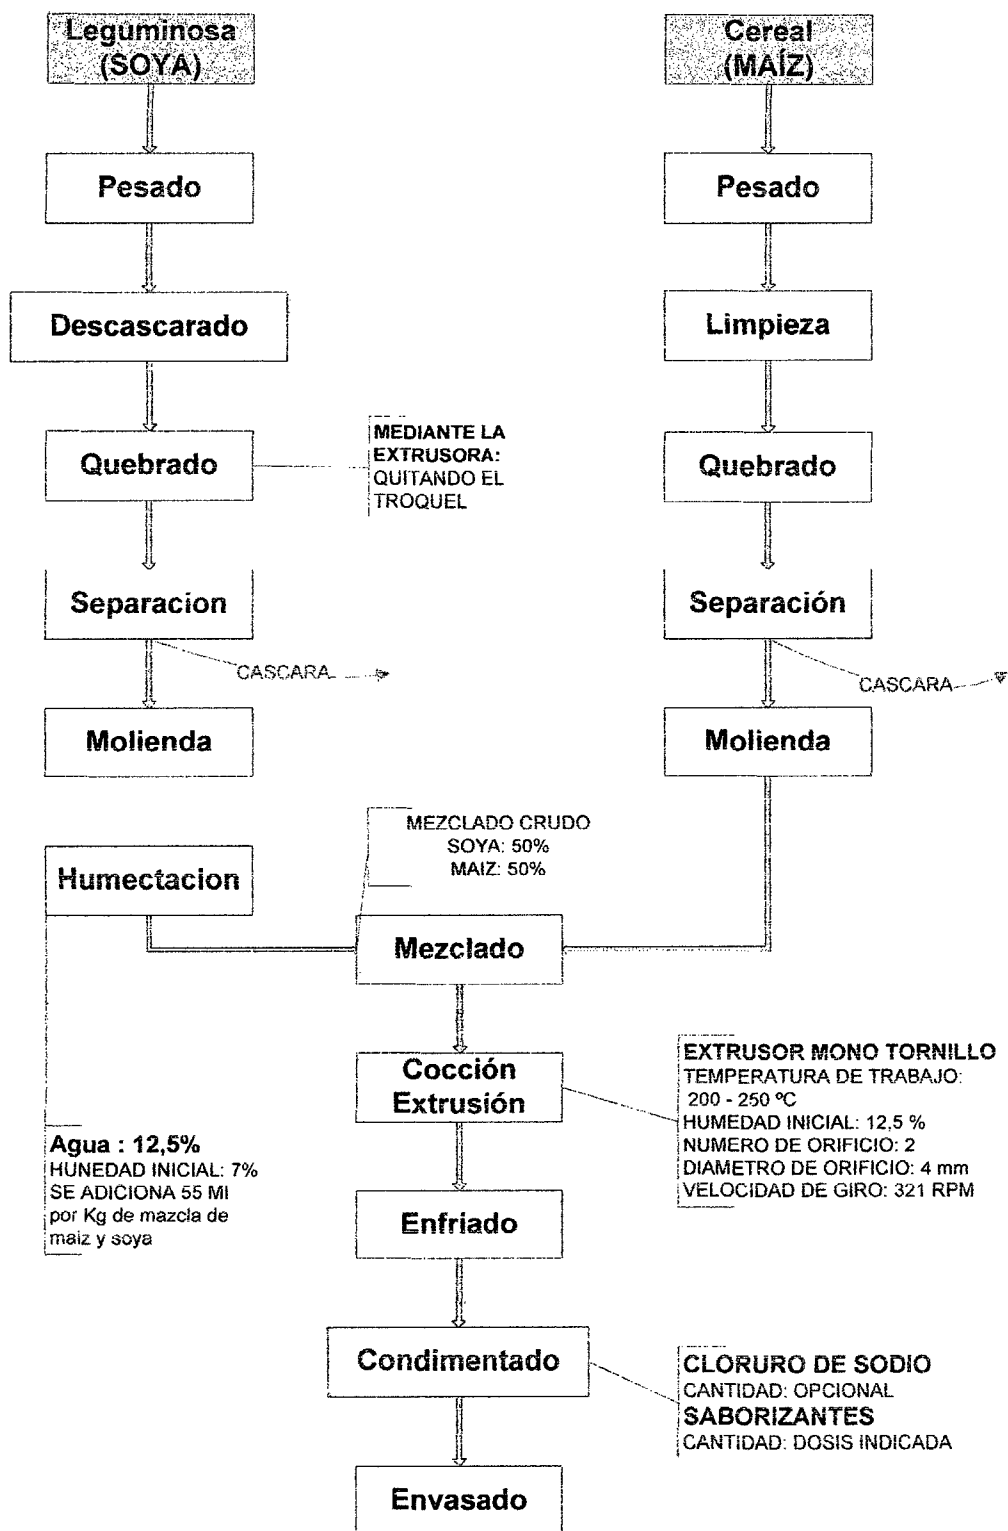 Leguminosa
(SOYA)
Pesado
Descascarado
Quebrado
MEDIANTE LA
EXTRUSORA:
QUITANDO EL
TROQUEL
Separacion
CASCARA
Molienda
Cereal
(MAÍZ)
Pesado
Limpieza
Quebrado
Separación
CASCARA
Molienda
Humectacion
Agua : 12,5%
HUNEDAD INICIAL: 7%
SE ADICIONA 55 Ml
por Kg de mazcla de
maiz y soya
MEZCLADO CRUDO
SOYA: 50%
MAIZ: 50%
Mezclado
Cocción
Extrusión
EXTRUSOR MONO TORNILLO
TEMPERATURA DE TRABAJO:
200 - 250 ºC
HUMEDAD INICIAL: 12,5 %
NUMERO DE ORIFICIO: 2
DIAMETRO DE ORIFICIO: 4 mm
VELOCIDAD DE GIRO: 321 RPM
Enfriado
Condimentado
CLORURO DE SODIO
CANTIDAD: OPCIONAL
SABORIZANTES
CANTIDAD: DOSIS INDICADA
Envasado